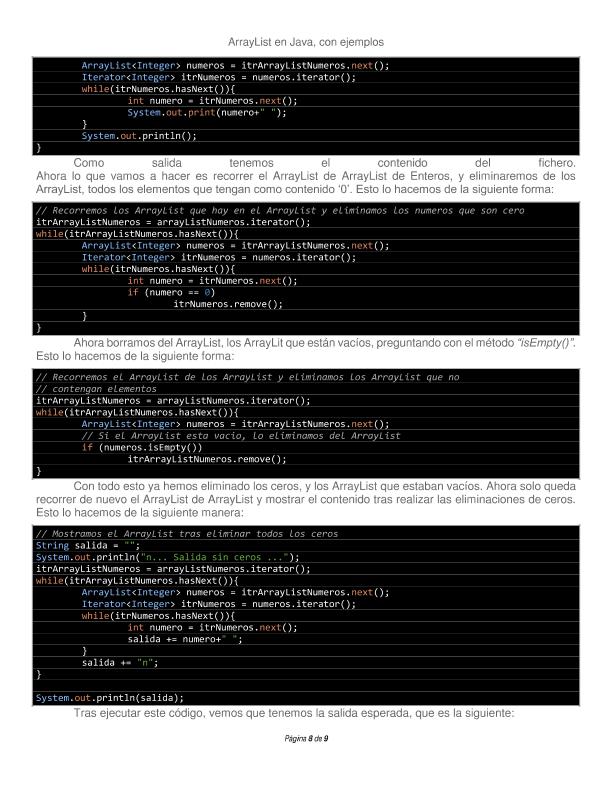 ArrayList en Java, con ejemplos
ArrayList<Integer> numeros = itrArrayListNumeros.next();
Iterator<Integer> itrNumeros = numeros.iterator();
while(itrNumeros.hasNext()){
int numero = itrNumeros.next();
System.out.print(numero+" ");
}
System.out.println();
}
Como salida tenemos el contenido del fichero.
Ahora lo que vamos a hacer es recorrer el ArrayList de ArrayList de Enteros, y eliminaremos de los
ArrayList, todos los elementos que tengan como contenido ‘0’. Esto lo hacemos de la siguiente forma:
// Recorremos los ArrayList que hay en el ArrayList y eliminamos los numeros que son cero
itrArrayListNumeros = arrayListNumeros.iterator();
while(itrArrayListNumeros.hasNext()){
ArrayList<Integer> numeros = itrArrayListNumeros.next();
Iterator<Integer> itrNumeros = numeros.iterator();
while(itrNumeros.hasNext()){
int numero = itrNumeros.next();
if (numero == 0)
itrNumeros.remove();
}
}
Ahora borramos del ArrayList, los ArrayLit que están vacíos, preguntando con el método “isEmpty()”.
Esto lo hacemos de la siguiente forma:
// Recorremos el ArrayList de los ArrayList y eliminamos los ArrayList que no
// contengan elementos
itrArrayListNumeros = arrayListNumeros.iterator();
while(itrArrayListNumeros.hasNext()){
ArrayList<Integer> numeros = itrArrayListNumeros.next();
// Si el ArrayList esta vacio, lo eliminamos del ArrayList
if (numeros.isEmpty())
itrArrayListNumeros.remove();
}
Con todo esto ya hemos eliminado los ceros, y los ArrayList que estaban vacíos. Ahora solo queda
recorrer de nuevo el ArrayList de ArrayList y mostrar el contenido tras realizar las eliminaciones de ceros.
Esto lo hacemos de la siguiente manera:
// Mostramos el ArrayList tras eliminar todos los ceros
String salida = "";
System.out.println("n... Salida sin ceros ...");
itrArrayListNumeros = arrayListNumeros.iterator();
while(itrArrayListNumeros.hasNext()){
ArrayList<Integer> numeros = itrArrayListNumeros.next();
Iterator<Integer> itrNumeros = numeros.iterator();
while(itrNumeros.hasNext()){
int numero = itrNumeros.next();
salida += numero+" ";
}
salida += "n";
}
System.out.println(salida);
Tras ejecutar este código, vemos que tenemos la salida esperada, que es la siguiente:
Página 8 de 9